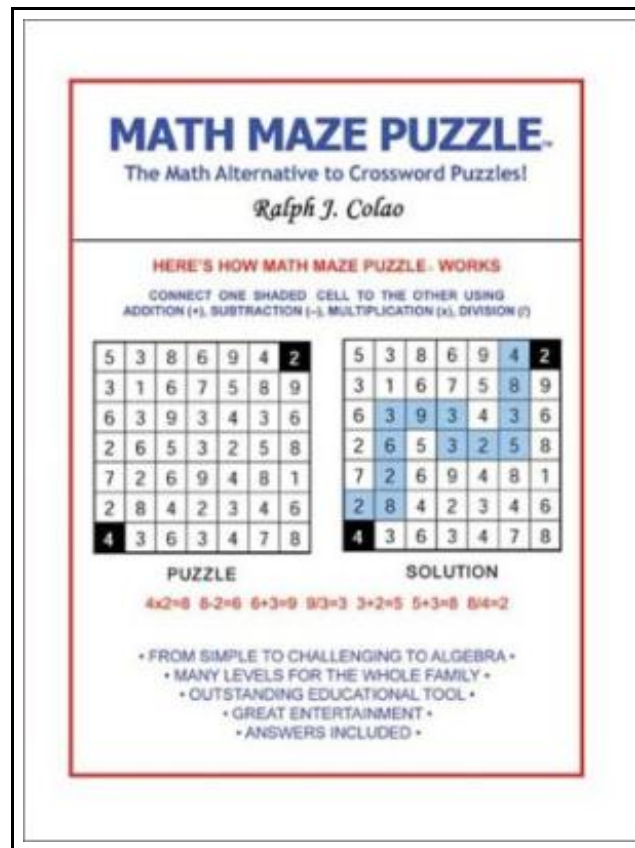 MATH MAZE PUZZLE™
The Math Alternative to Crossword Puzzles!
Ralph J. Colao
HERE'S HOW MATH MAZE PUZZLE™ WORKS
CONNECT ONE SHADED CELL TO THE OTHER USING
ADDITION (+), SUBTRACTION (–), MULTIPLICATION (x), DIVISION (/)
5 3 8 6 9 4 2
3 1 6 7 5 8 9
6 3 9 3 4 3 6
2 6 5 3 2 5 8
7 2 6 9 4 8 1
2 8 4 2 3 4 6
4 3 6 3 4 7 8
PUZZLE
5 3 8 6 9 4 2
3 1 6 7 5 8 9
6 3 9 3 4 3 6
2 6 5 3 2 5 8
7 2 6 9 4 8 1
2 8 4 2 3 4 6
4 3 6 3 4 7 8
SOLUTION
4x2=8 8-2=6 6+3=9 9/3=3 3+2=5 5+3=8 8/4=2
• FROM SIMPLE TO CHALLENGING TO ALGEBRA •
• MANY LEVELS FOR THE WHOLE FAMILY •
• OUTSTANDING EDUCATIONAL TOOL •
• GREAT ENTERTAINMENT •
• ANSWERS INCLUDED •